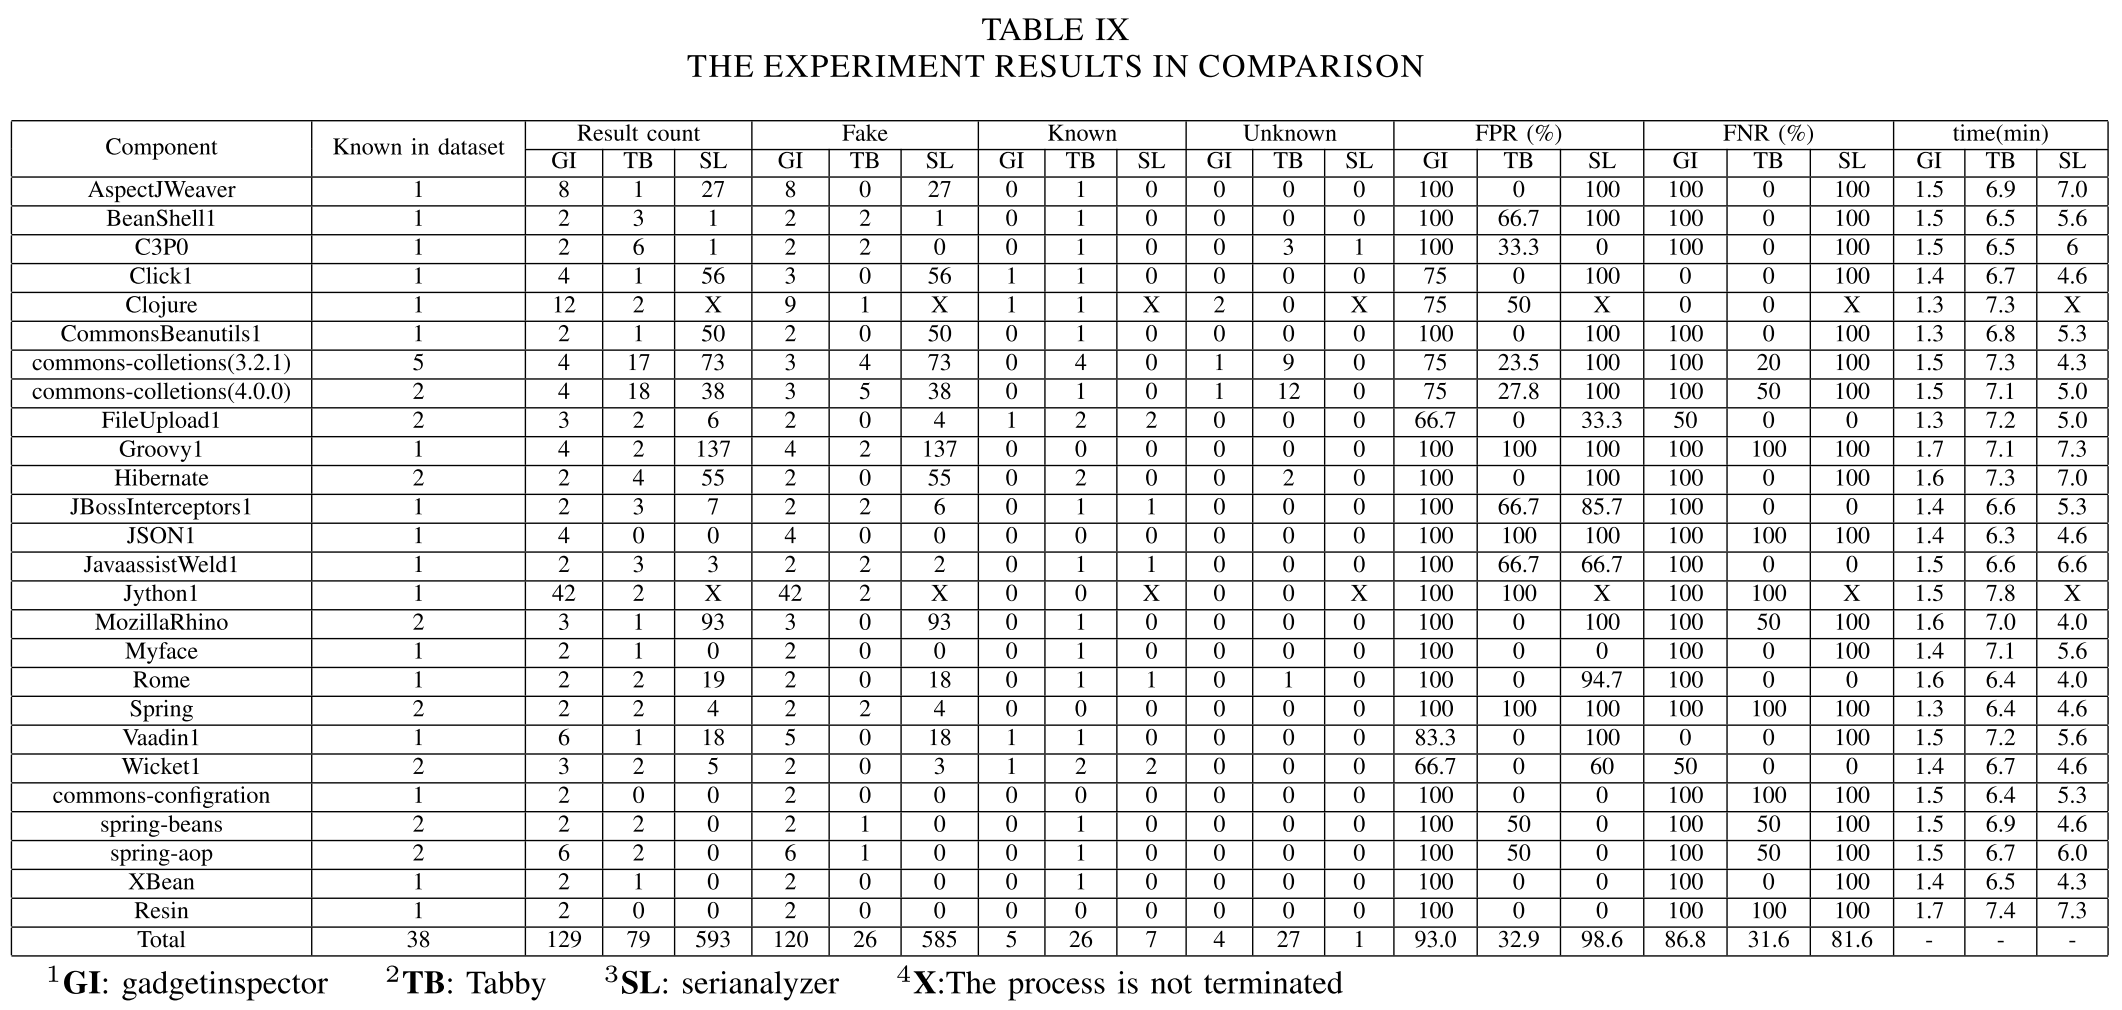 TABLE IX
THE EXPERIMENT RESULTS IN COMPARISON
Component Known in dataset Result count Fake Known Unknown FPR (%) FNR (%) time(min)
GI TB SL GI TB SL GI TB SL GI TB SL GI TB SL GI TB SL GI TB SL
AspectJWeaver 1 8 1 27 8 0 27 0 1 0 0 0 0 100 0 100 100 0 100 1.5 6.9 7.0
BeanShell1 1 2 3 1 2 2 1 0 1 0 0 0 0 100 66.7 100 100 0 100 1.5 6.5 5.6
C3P0 1 2 6 1 2 2 0 0 1 0 0 3 1 100 33.3 0 100 0 100 1.5 6.5 6
Click1 1 4 1 56 3 0 56 1 1 0 0 0 0 75 0 100 0 0 100 1.4 6.7 4.6
Clojure 1 12 2 X 9 1 X 1 1 X 2 0 X 75 50 X 0 0 X 1.3 7.3 X
CommonsBeanutils1 1 2 1 50 2 0 50 0 1 0 0 0 0 100 0 100 100 0 100 1.3 6.8 5.3
commons-colletions(3.2.1) 5 4 17 73 3 4 73 0 4 0 1 9 0 75 23.5 100 100 20 100 1.5 7.3 4.3
commons-colletions(4.0.0) 2 4 18 38 3 5 38 0 1 0 1 12 0 75 27.8 100 100 50 100 1.5 7.1 5.0
FileUpload1 2 3 2 6 2 0 4 1 2 2 0 0 0 66.7 0 33.3 50 0 0 1.3 7.2 5.0
Groovy1 1 4 2 137 4 2 137 0 0 0 0 0 0 100 100 100 100 100 100 1.7 7.1 7.3
Hibernate 2 2 4 55 2 0 55 0 2 0 0 2 0 100 0 100 100 0 100 1.6 7.3 7.0
JBossInterceptors1 1 2 3 7 2 2 6 0 1 1 0 0 0 100 66.7 85.7 100 0 0 1.4 6.6 5.3
JSON1 1 4 0 0 4 0 0 0 0 0 0 0 0 100 100 100 100 100 100 1.4 6.3 4.6
JavaassistWeld1 1 2 3 3 2 2 2 0 1 1 0 0 0 100 66.7 66.7 100 0 0 1.5 6.6 6.6
Jython1 1 42 2 X 42 2 X 0 0 X 0 0 X 100 100 X 100 100 X 1.5 7.8 X
MozillaRhino 2 3 1 93 3 0 93 0 1 0 0 0 0 100 0 100 100 50 100 1.6 7.0 4.0
Myface 1 2 1 0 2 0 0 0 1 0 0 0 0 100 0 0 100 0 100 1.4 7.1 5.6
Rome 1 2 2 19 2 0 18 0 1 1 0 1 0 100 0 94.7 100 0 0 1.6 6.4 4.0
Spring 2 2 2 4 2 2 4 0 0 0 0 0 0 100 100 100 100 100 100 1.3 6.4 4.6
Vaadin1 1 6 1 18 5 0 18 1 1 0 0 0 0 83.3 0 100 0 0 100 1.5 7.2 5.6
Wicket1 2 3 2 5 2 0 3 1 2 2 0 0 0 66.7 0 60 50 0 0 1.4 6.7 4.6
commons-configration 1 2 0 0 2 0 0 0 0 0 0 0 0 100 0 0 100 100 100 1.5 6.4 5.3
spring-beans 2 2 2 0 2 1 0 0 1 0 0 0 0 100 50 0 100 50 100 1.5 6.9 4.6
spring-aop 2 6 2 0 6 1 0 0 1 0 0 0 0 100 50 0 100 50 100 1.5 6.7 6.0
XBean 1 2 1 0 2 0 0 0 1 0 0 0 0 100 0 0 100 0 100 1.4 6.5 4.3
Resin 1 2 0 0 2 0 0 0 0 0 0 0 0 100 0 0 100 100 100 1.7 7.4 7.3
Total 38 129 79 593 120 26 585 5 26 7 4 27 1 93.0 32.9 98.6 86.8 31.6 81.6 - - -
¹GI: gadgetinspector ²TB: Tabby ³SL: serianalyzer ⁴X:The process is not terminated